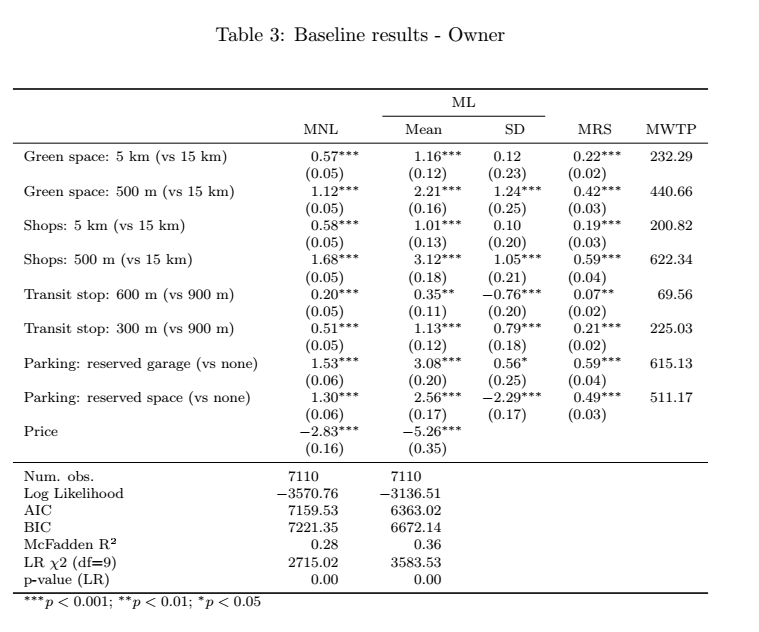 Table 3: Baseline results - Owner
ML
MNL Mean SD MRS MWTP
Green space: 5 km (vs 15 km) 0.57*** 1.16*** 0.12 0.22*** 232.29
(0.05) (0.12) (0.23) (0.02)
Green space: 500 m (vs 15 km) 1.12*** 2.21*** 1.24*** 0.42*** 440.66
(0.05) (0.16) (0.25) (0.03)
Shops: 5 km (vs 15 km) 0.58*** 1.01*** 0.10 0.19*** 200.82
(0.05) (0.13) (0.20) (0.03)
Shops: 500 m (vs 15 km) 1.68*** 3.12*** 1.05*** 0.59*** 622.34
(0.05) (0.18) (0.21) (0.04)
Transit stop: 600 m (vs 900 m) 0.20*** 0.35** −0.76*** 0.07** 69.56
(0.05) (0.11) (0.20) (0.02)
Transit stop: 300 m (vs 900 m) 0.51*** 1.13*** 0.79*** 0.21*** 225.03
(0.05) (0.12) (0.18) (0.02)
Parking: reserved garage (vs none) 1.53*** 3.08*** 0.56* 0.59*** 615.13
(0.06) (0.20) (0.25) (0.04)
Parking: reserved space (vs none) 1.30*** 2.56*** −2.29*** 0.49*** 511.17
(0.06) (0.17) (0.17) (0.03)
Price −2.83*** −5.26***
(0.16) (0.35)
Num. obs. 7110 7110
Log Likelihood −3570.76 −3136.51
AIC 7159.53 6363.02
BIC 7221.35 6672.14
McFadden R² 0.28 0.36
LR χ2 (df=9) 2715.02 3583.53
p-value (LR) 0.00 0.00
***p < 0.001; **p < 0.01; *p < 0.05